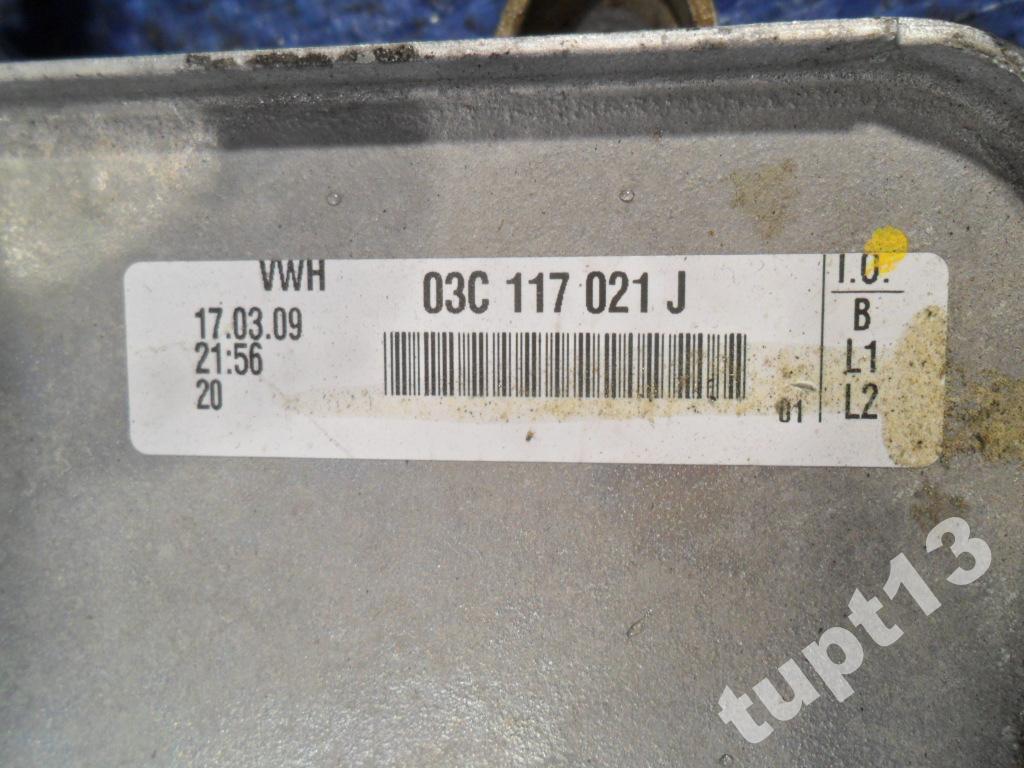 VWH
17.03.09
21:56
20
03C 117 021 J
01
I.O.
B
L1
L2
tupt13